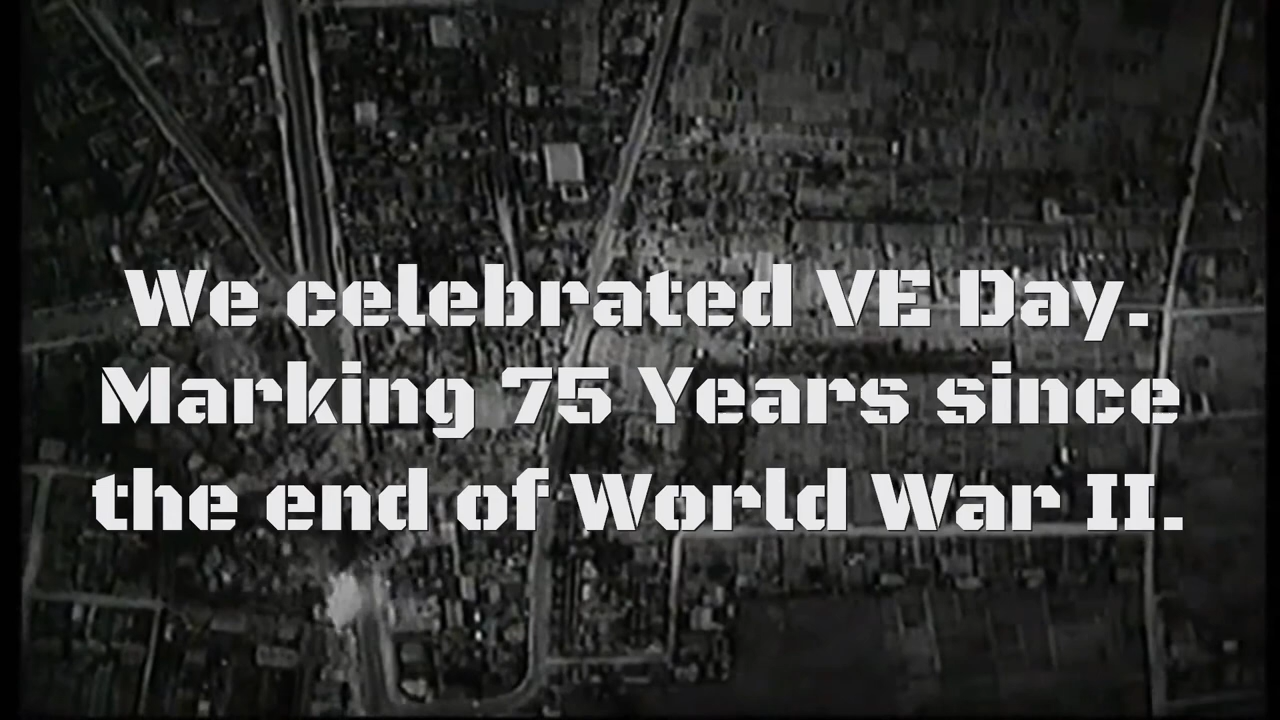 We celebrated VE Day.
Marking 75 Years since
the end of World War II.